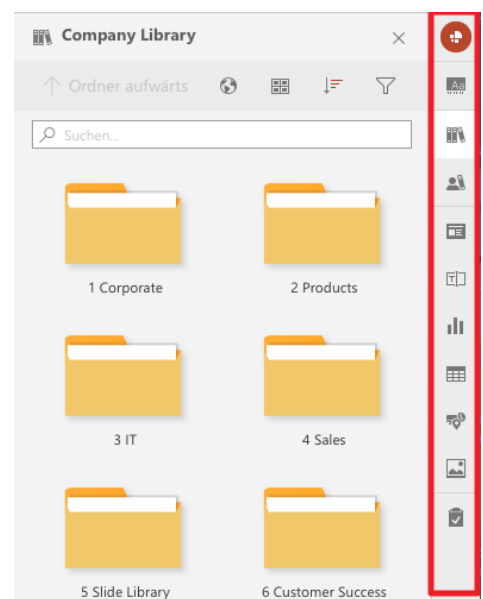 Company Library
Ordner aufwärts
Suchen...
1 Corporate
2 Products
3 IT
4 Sales
5 Slide Library
6 Customer Success
Aa
T